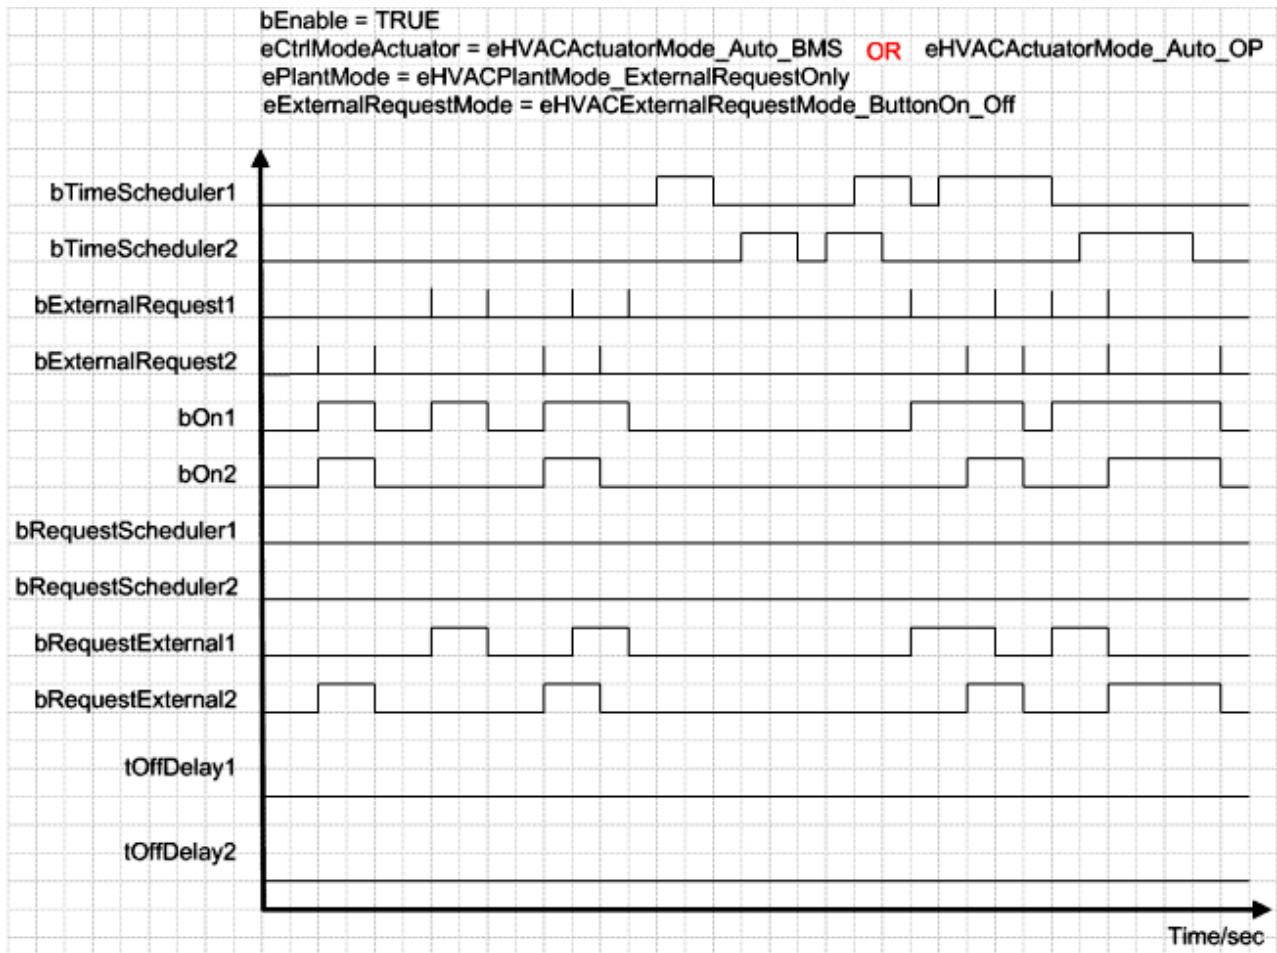 bEnable = TRUE
eCtrlModeActuator = eHVACActuatorMode_Auto_BMS OR eHVACActuatorMode_Auto_OP
ePlantMode = eHVACPlantMode_ExternalRequestOnly
eExternalRequestMode = eHVACExternalRequestMode_ButtonOn_Off
bTimeScheduler1
bTimeScheduler2
bExternalRequest1
bExternalRequest2
bOn1
bOn2
bRequestScheduler1
bRequestScheduler2
bRequestExternal1
bRequestExternal2
tOffDelay1
tOffDelay2
Time/sec